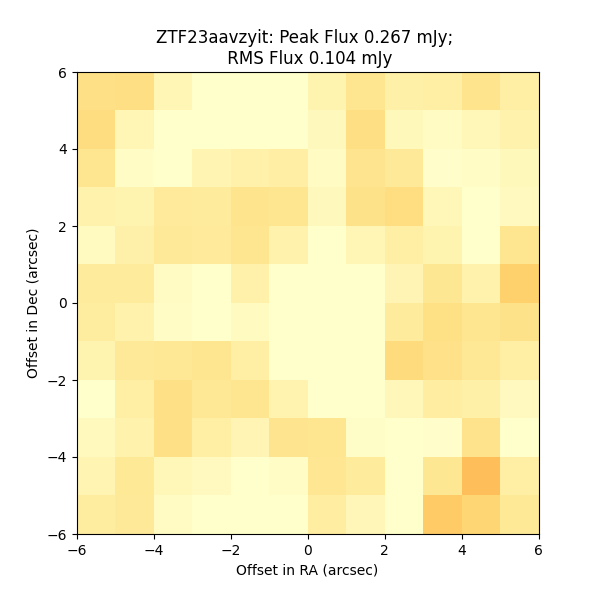 ZTF23aavzyit: Peak Flux 0.267 mJy;
RMS Flux 0.104 mJy
6
4
2
0
−2
−4
−6
Offset in Dec (arcsec)
−6 −4 −2 0 2 4 6
Offset in RA (arcsec)